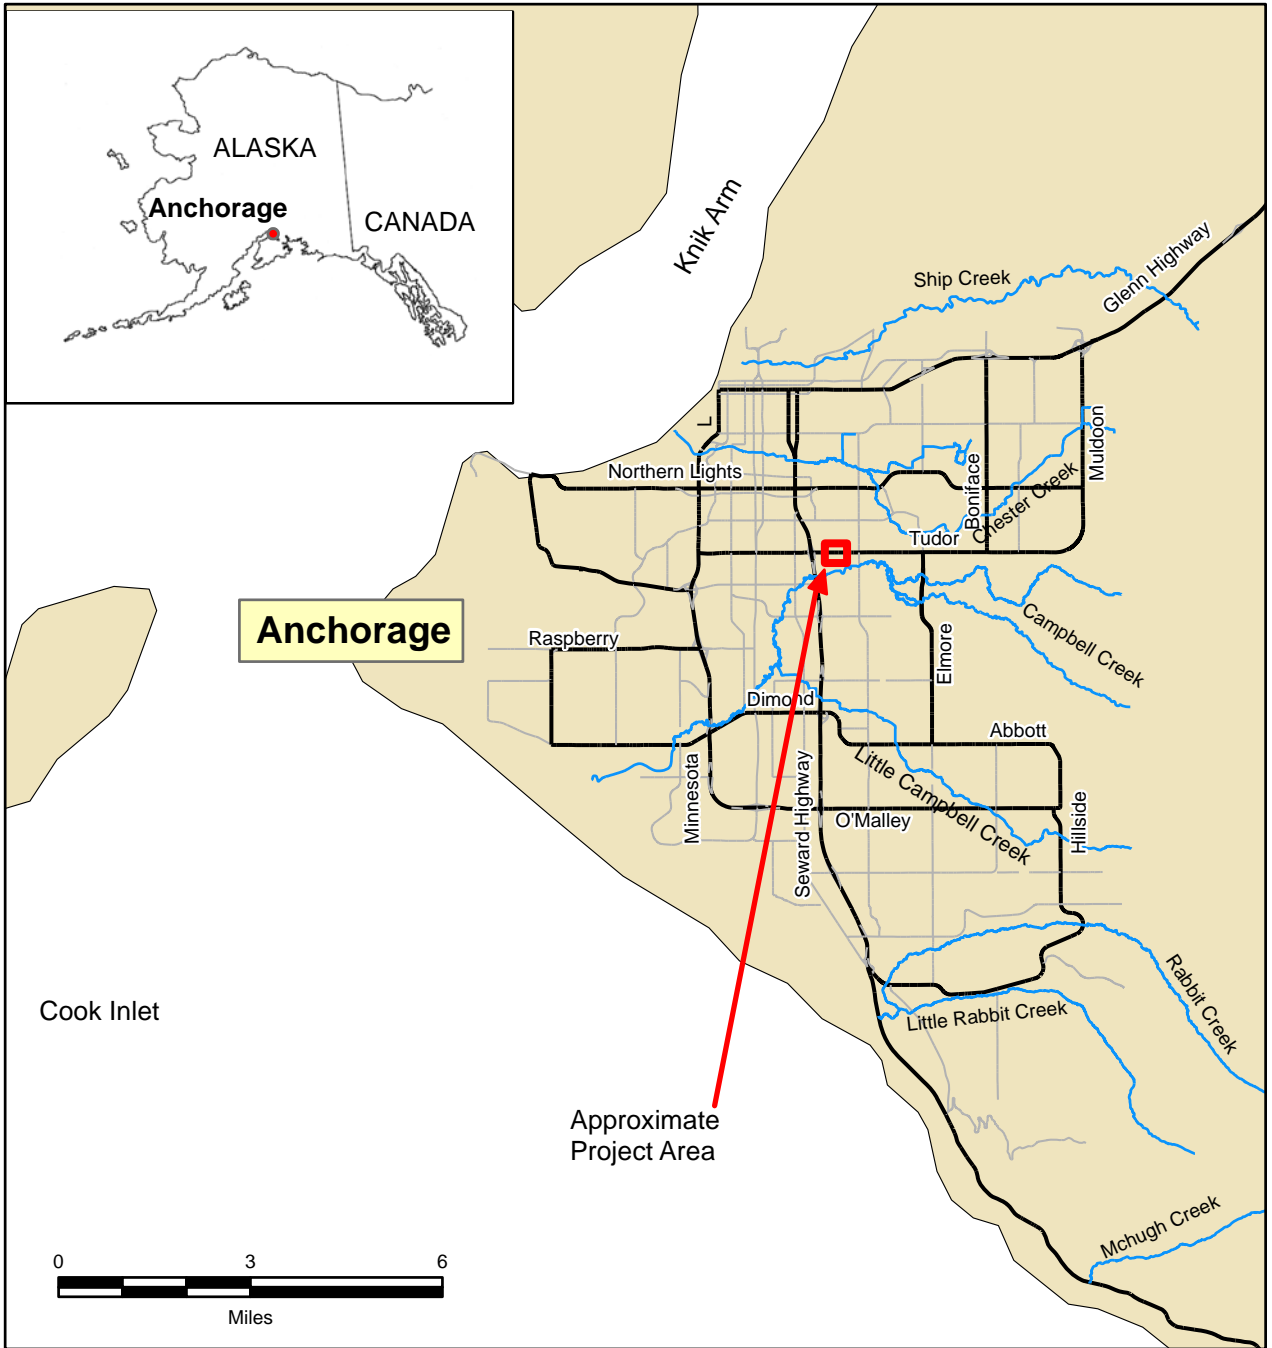 ALASKA
Anchorage
CANADA
Knik Arm
Ship Creek
Glenn Highway
L
Northern Lights
Boniface
Muldoon
Chester Creek
Tudor
Anchorage
Raspberry
Elmore
Campbell Creek
Dimond
Abbott
Minnesota
Seward Highway
Little Campbell Creek
O'Malley
Hillside
Cook Inlet
Rabbit Creek
Little Rabbit Creek
Approximate
Project Area
Mchugh Creek
0 3 6
Miles